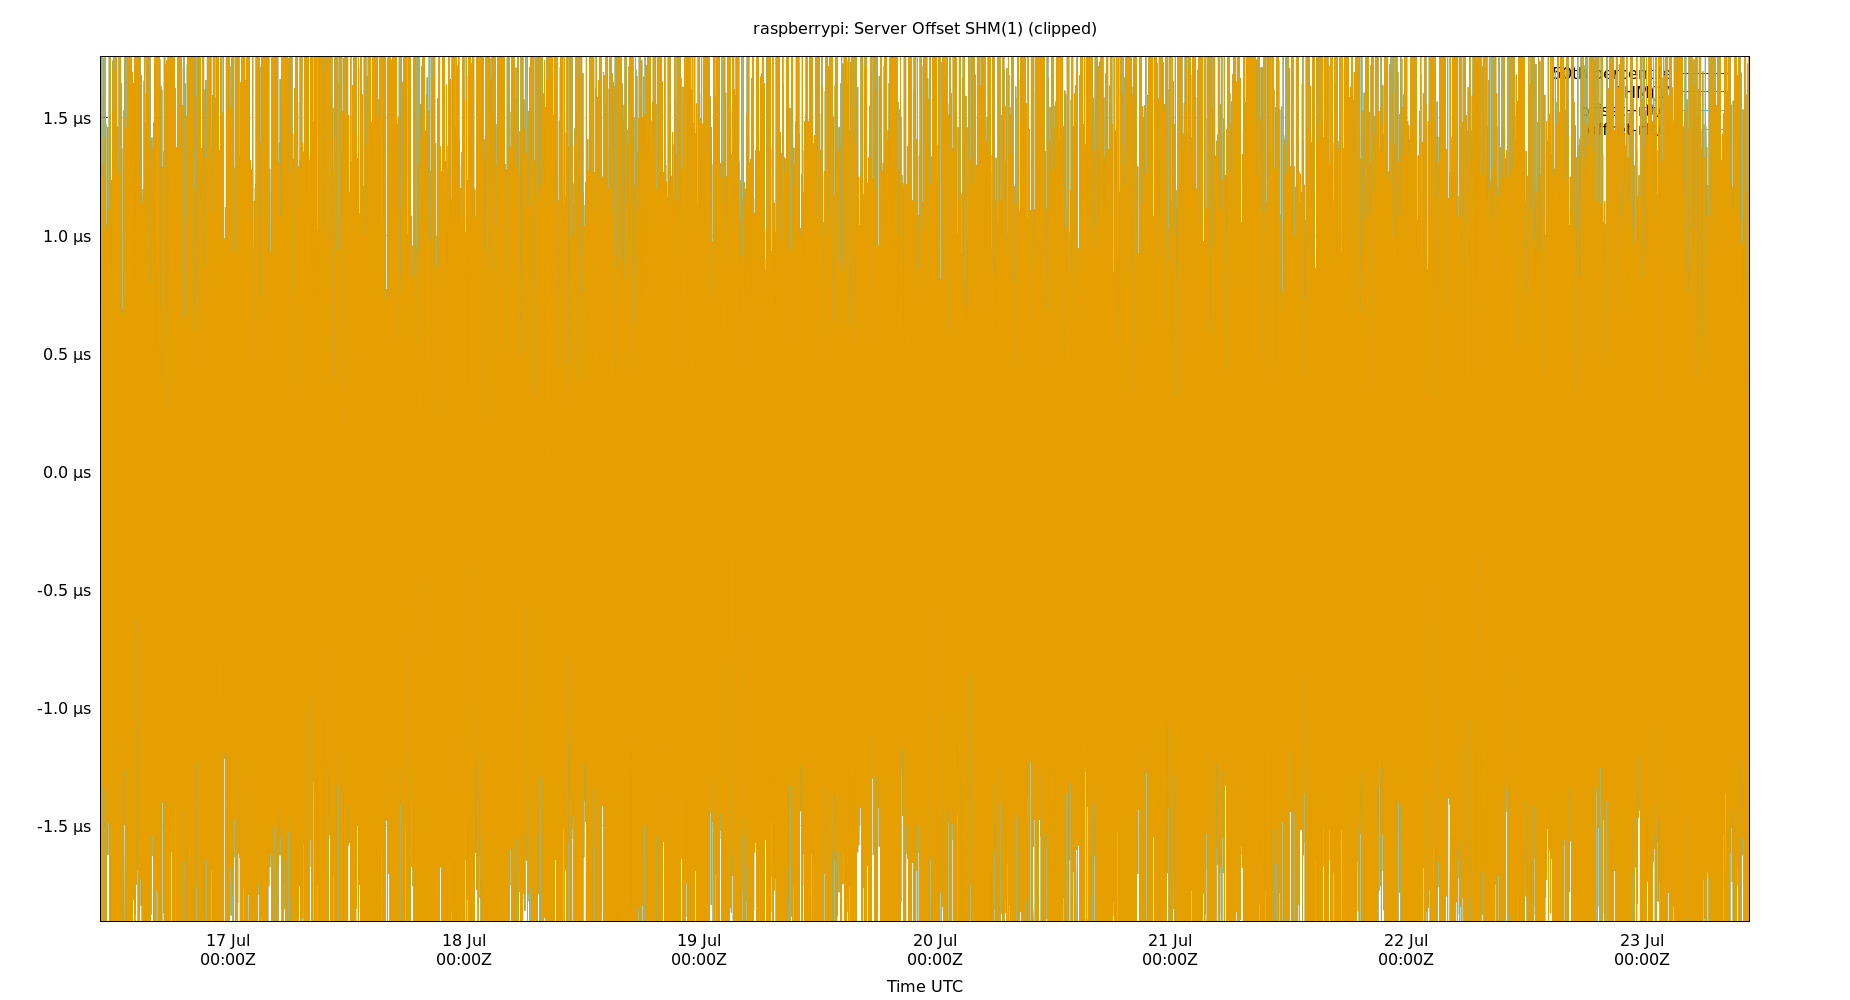 raspberrypi: Server Offset SHM(1) (clipped)
1.5 µs
1.0 µs
0.5 µs
0.0 µs
-0.5 µs
-1.0 µs
-1.5 µs
17 Jul 18 Jul 19 Jul 20 Jul 21 Jul 22 Jul 23 Jul
00:00Z 00:00Z 00:00Z 00:00Z 00:00Z 00:00Z 00:00Z
Time UTC